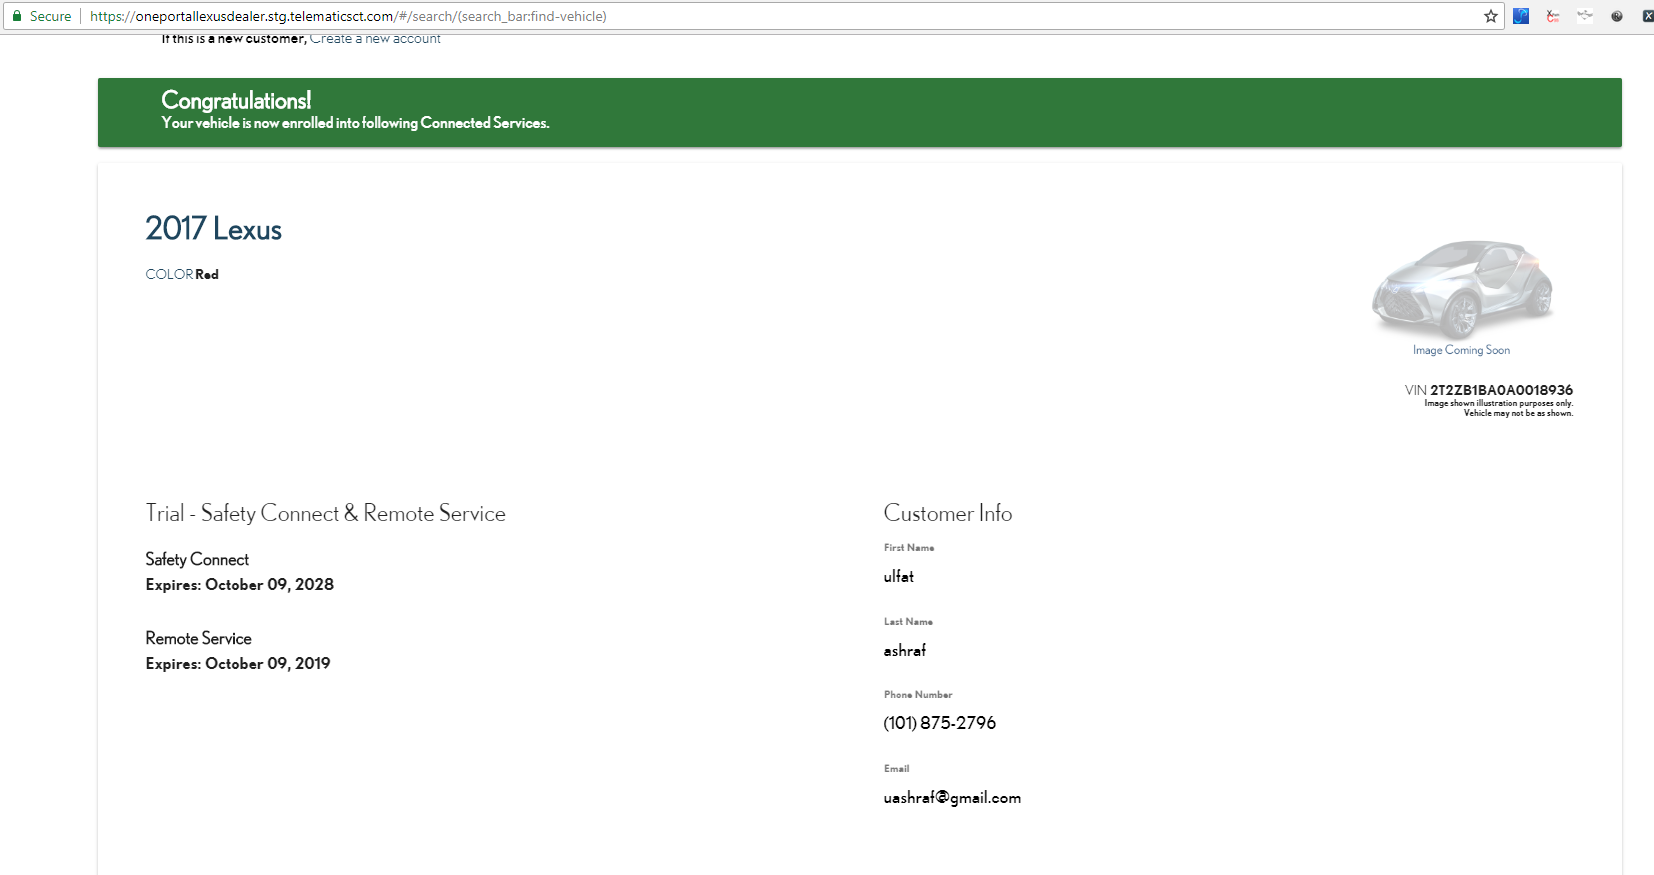 Secure
https://oneportallexusdealer.stg.telematicsct.com/#/search/(search_bar:find-vehicle)
If this is a new customer, Create a new account
Congratulations!
Your vehicle is now enrolled into following Connected Services.
2017 Lexus
COLOR Red
Image Coming Soon
VIN 2T2ZB1BA0A0018936
Image shown illustration purposes only.
Vehicle may not be as shown.
Trial - Safety Connect & Remote Service
Safety Connect
Expires: October 09, 2028
Remote Service
Expires: October 09, 2019
Customer Info
First Name
ulfat
Last Name
ashraf
Phone Number
(101) 875-2796
Email
uashraf@gmail.com